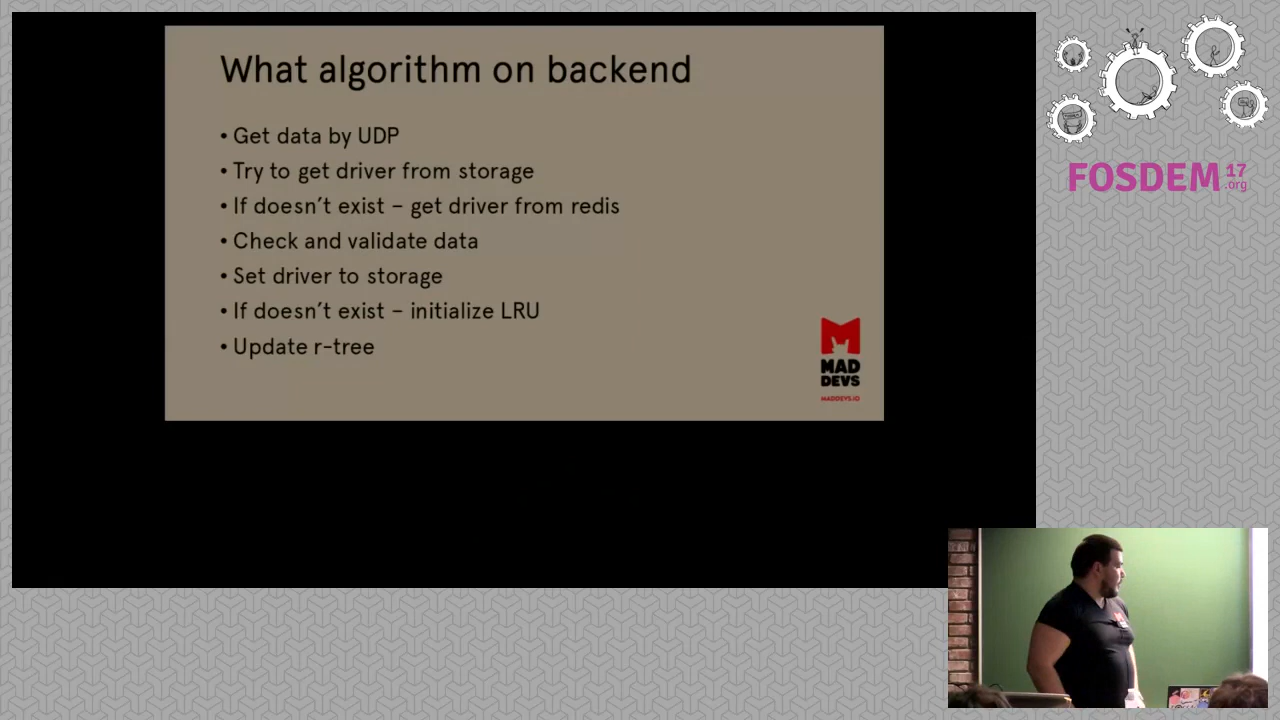 What algorithm on backend
• Get data by UDP
• Try to get driver from storage
• If doesn’t exist – get driver from redis
• Check and validate data
• Set driver to storage
• If doesn’t exist – initialize LRU
• Update r-tree
MAD
DEVS
MADDEVS.IO
FOSDEM 17
.org